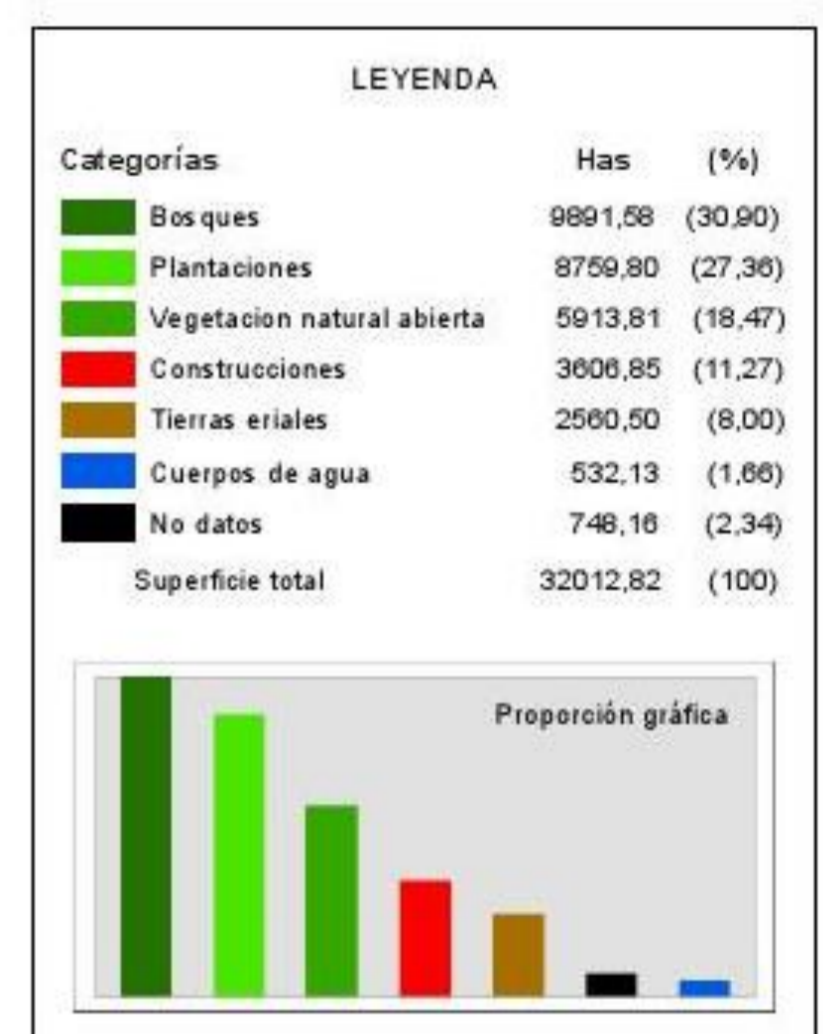 LEYENDA
Categorías Has (%)
Bosques 9891,58 (30,90)
Plantaciones 8759,80 (27,36)
Vegetacion natural abierta 5913,81 (18,47)
Construcciones 3606,85 (11,27)
Tierras eriales 2560,50 (8,00)
Cuerpos de agua 532,13 (1,66)
No datos 748,16 (2,34)
Superficie total 32012,82 (100)
Proporción gráfica